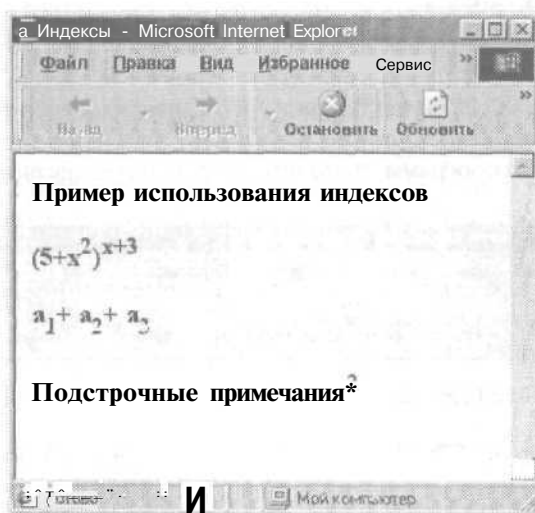 a_Индексы - Microsoft Internet Explorer
Файл Правка Вид Избранное Сервис »
Назад Вперед Остановить Обновить »
Пример использования индексов
(5+x²)ˣ⁺³
a₁+ a₂+ a₃
Подстрочные примечания*
И Мой компьютер